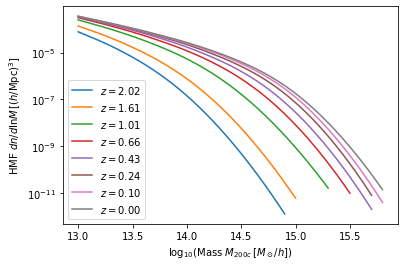 HMF dn/dlnM[(h/Mpc)³]
10⁻⁵
10⁻⁷
10⁻⁹
10⁻¹¹
z = 2.02
z = 1.61
z = 1.01
z = 0.66
z = 0.43
z = 0.24
z = 0.10
z = 0.00
13.0 13.5 14.0 14.5 15.0 15.5
log₁₀(Mass M₂₀₀c [M⊙/h])